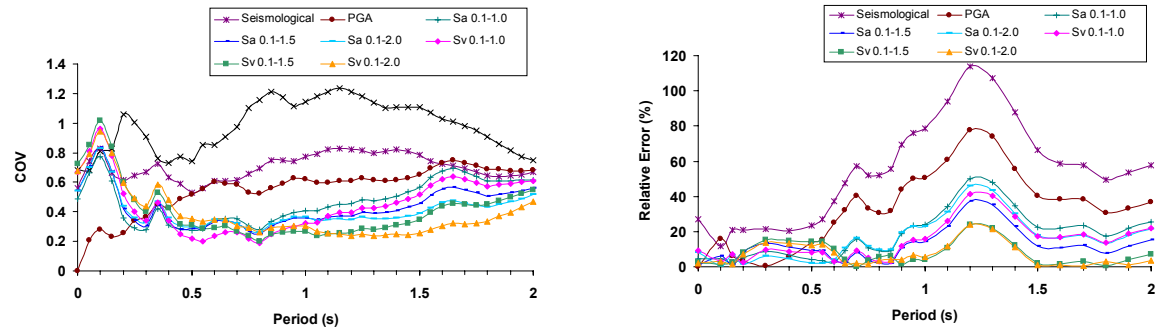 Seismological PGA Sa 0.1-1.0
Sa 0.1-1.5 Sa 0.1-2.0 Sv 0.1-1.0
Sv 0.1-1.5 Sv 0.1-2.0
1.4
1.2
1
0.8
0.6
0.4
0.2
0
COV
0 0.5 1 1.5 2
Period (s)
Seismological PGA Sa 0.1-1.0
Sa 0.1-1.5 Sa 0.1-2.0 Sv 0.1-1.0
Sv 0.1-1.5 Sv 0.1-2.0
120
100
80
60
40
20
0
Relative Error (%)
0 0.5 1 1.5 2
Period (s)